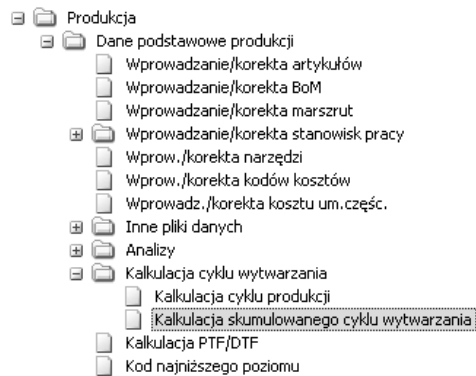 Produkcja
Dane podstawowe produkcji
Wprowadzanie/korekta artykułów
Wprowadzanie/korekta BoM
Wprowadzanie/korekta marszrut
Wprowadzanie/korekta stanowisk pracy
Wprow./korekta narzędzi
Wprow./korekta kodów kosztów
Wprowadz./korekta kosztu um.częśc.
Inne pliki danych
Analizy
Kalkulacja cyklu wytwarzania
Kalkulacja cyklu produkcji
Kalkulacja skumulowanego cyklu wytwarzania
Kalkulacja PTF/DTF
Kod najniższego poziomu